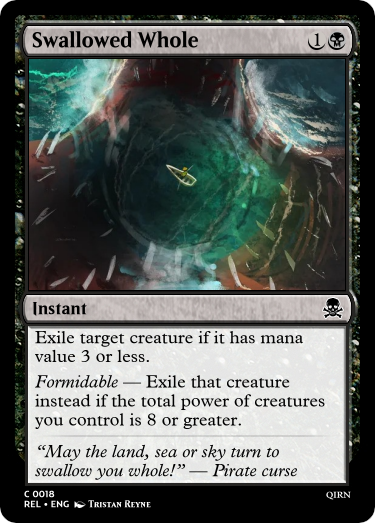 Swallowed Whole 1
Instant
Exile target creature if it has mana
value 3 or less.
Formidable — Exile that creature
instead if the total power of creatures
you control is 8 or greater.
"May the land, sea or sky turn to
swallow you whole!" — Pirate curse
C 0018 QIRN
REL • ENG Tristan Reyne